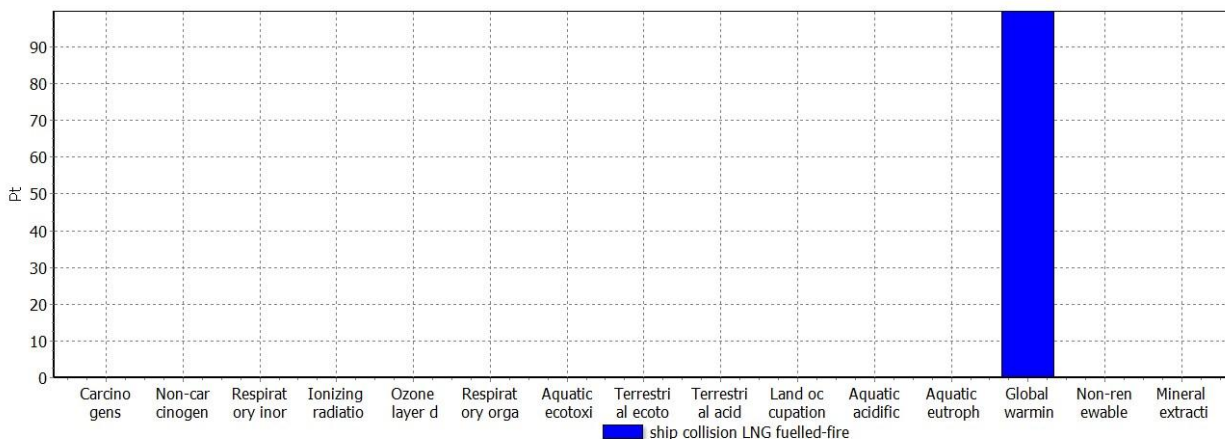 90
80
70
60
50
40
30
20
10
0
Pt
Carcino
gens
Non-car
cinogen
Respirat
ory inor
Ionizing
radiatio
Ozone
layer d
Respirat
ory orga
Aquatic
ecotoxi
Terrestri
al ecoto
Terrestri
al acid
Land oc
cupation
Aquatic
acidific
Aquatic
eutroph
Global
warmin
Non-ren
ewable
Mineral
extracti
ship collision LNG fuelled-fire